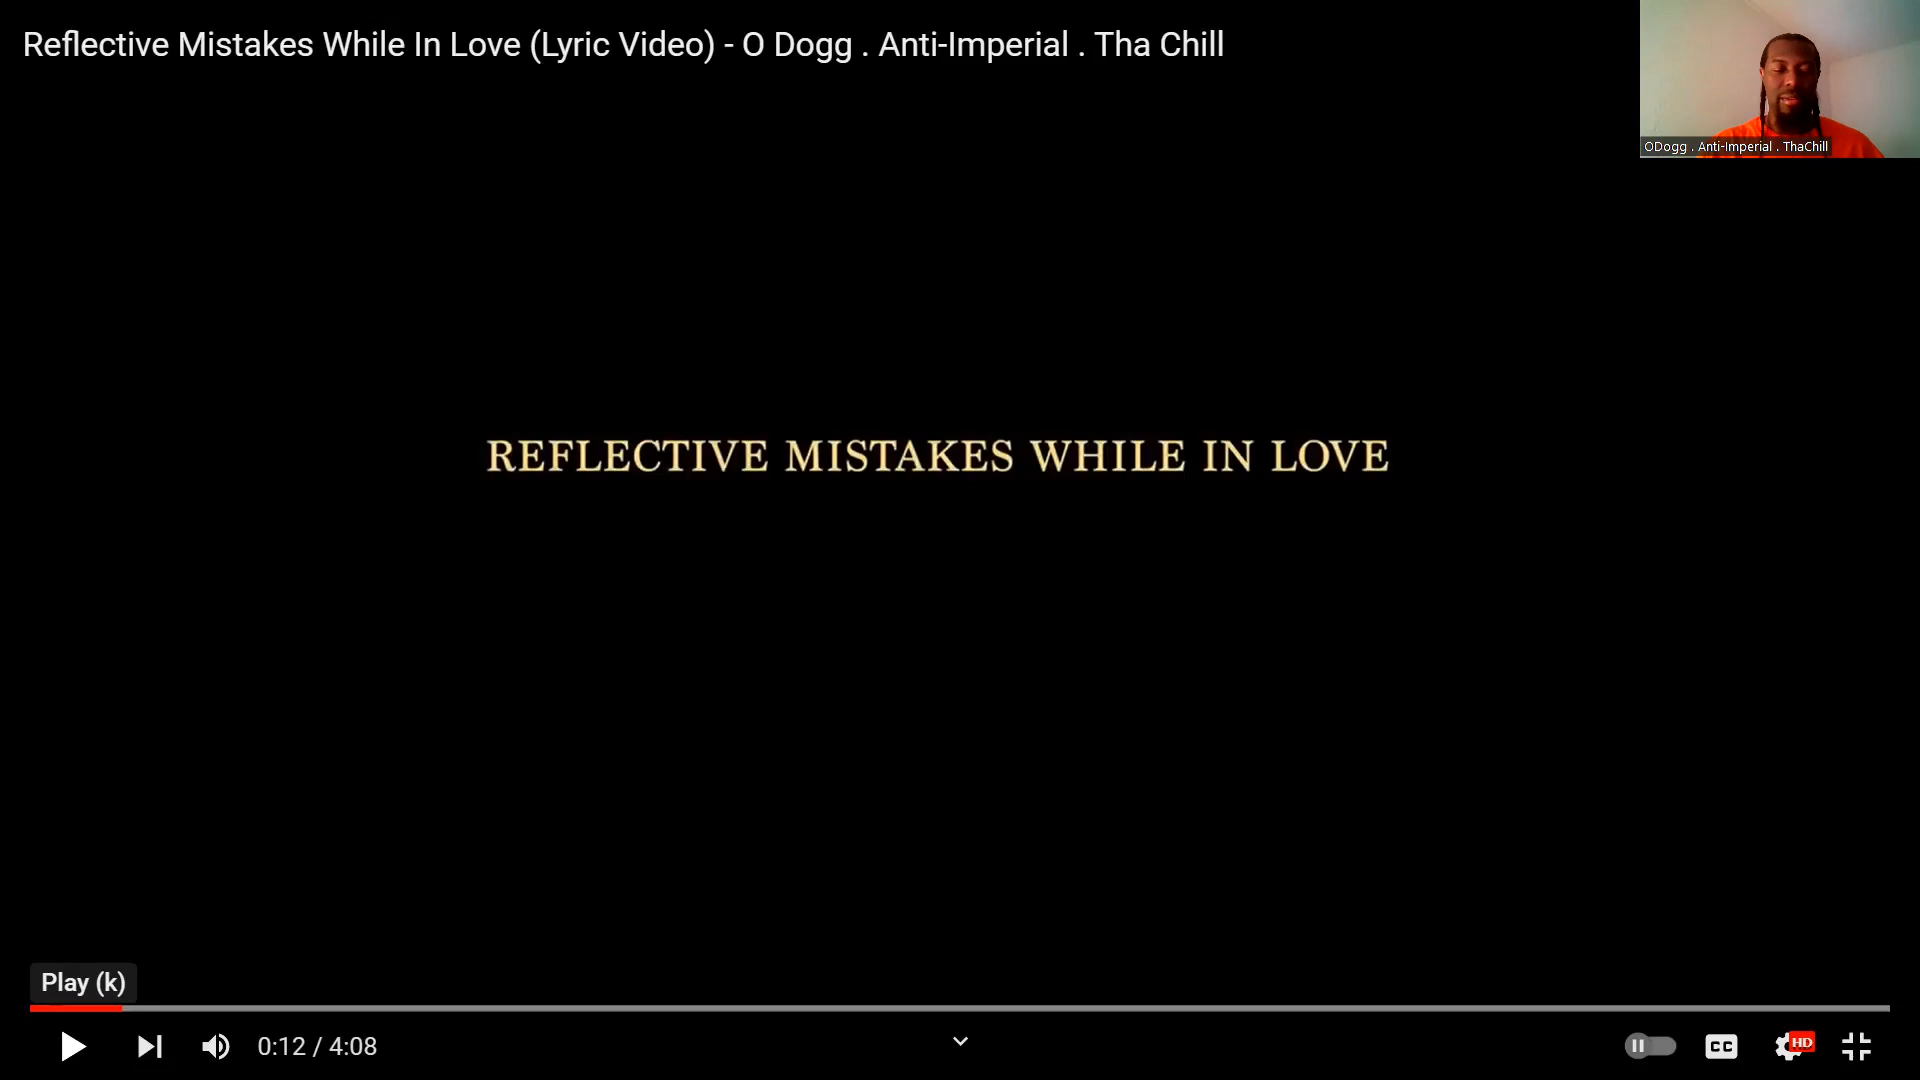 Reflective Mistakes While In Love (Lyric Video) - O Dogg . Anti-Imperial . Tha Chill
ODogg . Anti-Imperial . ThaChill
REFLECTIVE MISTAKES WHILE IN LOVE
Play (k)
0:12 / 4:08
CC
HD